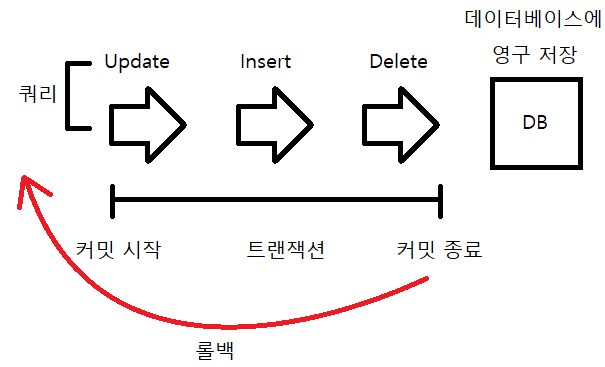 데이터베이스에
영구 저장
Update
Insert
Delete
쿼리
DB
커밋 시작
트랜잭션
커밋 종료
롤백